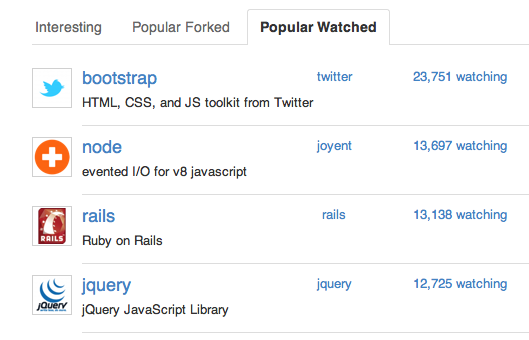 Interesting Popular Forked Popular Watched
bootstrap twitter 23,751 watching
HTML, CSS, and JS toolkit from Twitter
node joyent 13,697 watching
evented I/O for v8 javascript
RAILS
rails rails 13,138 watching
Ruby on Rails
jQuery
jquery jquery 12,725 watching
jQuery JavaScript Library